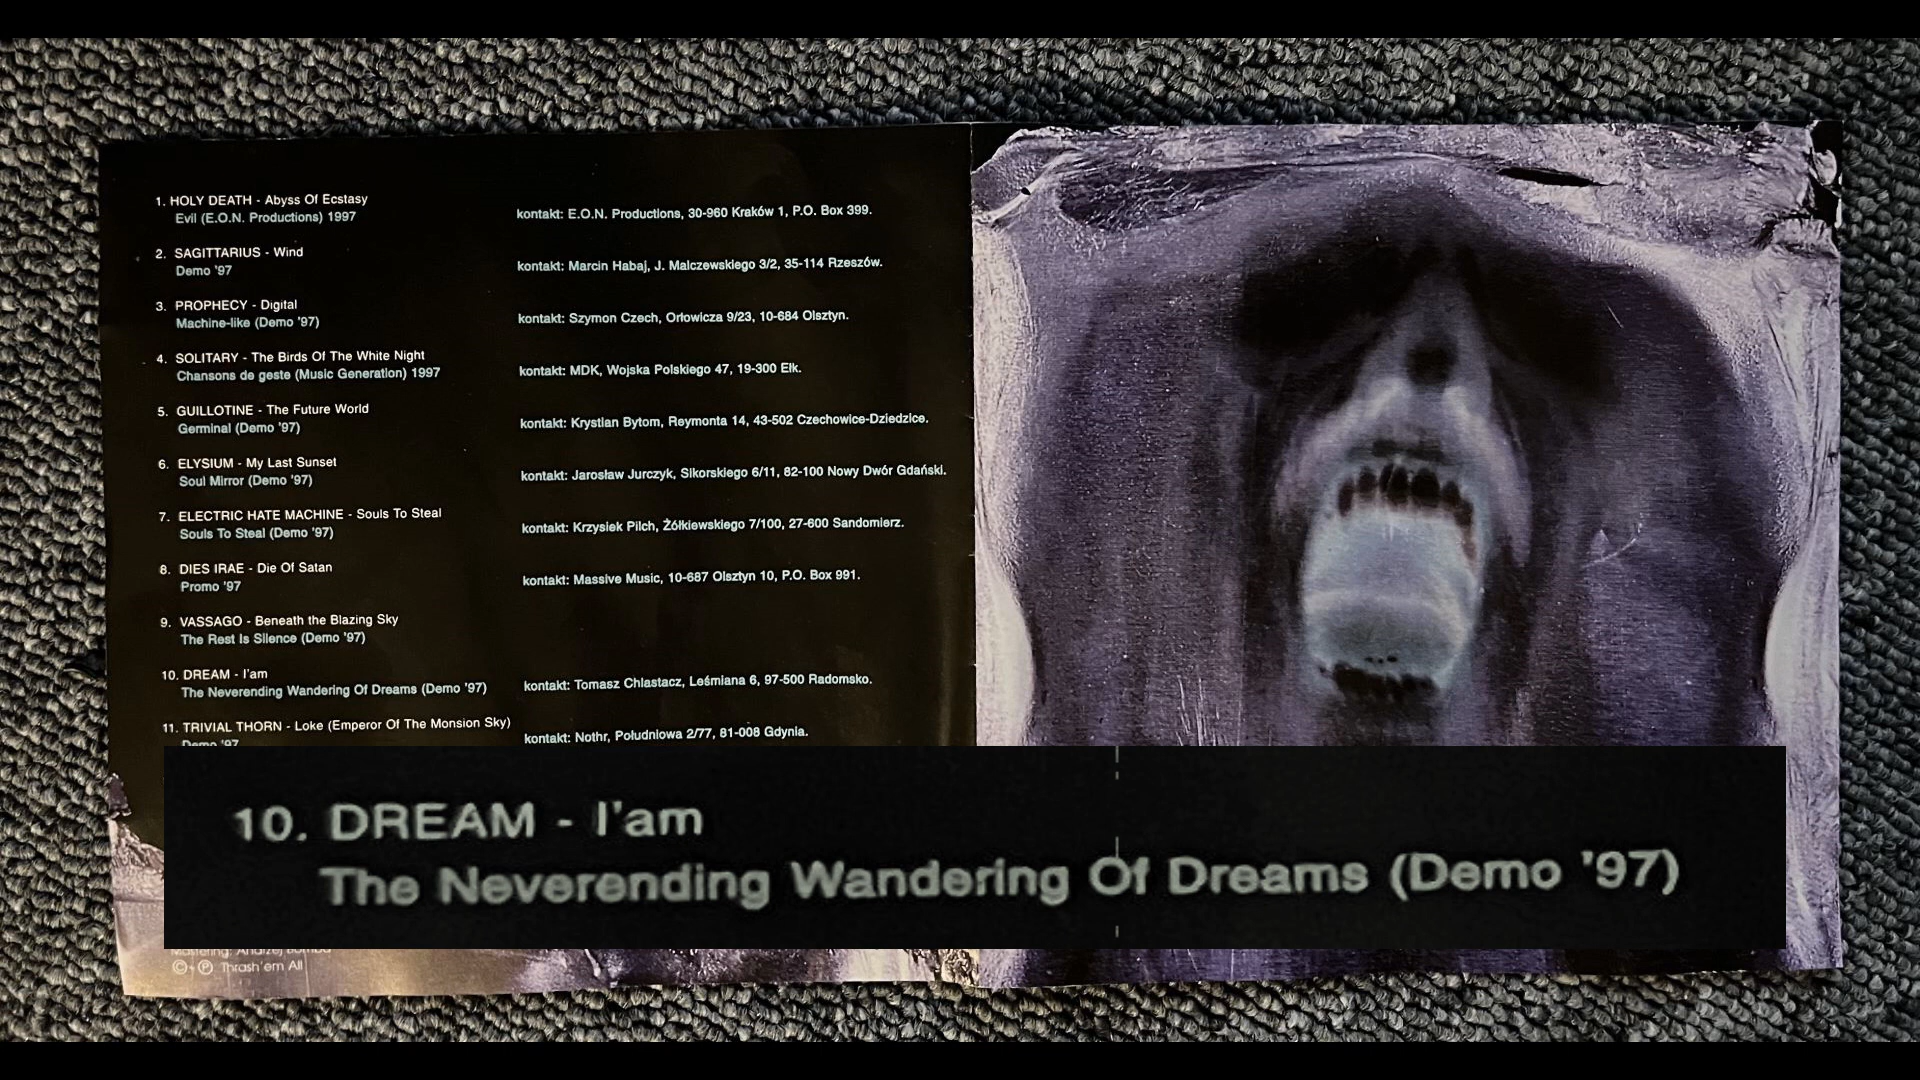 1. HOLY DEATH - Abyss Of Ecstasy
Evil (E.O.N. Productions) 1997
kontakt: E.O.N. Productions, 30-960 Kraków 1, P.O. Box 399.
2. SAGITTARIUS - Wind
Demo '97
kontakt: Marcin Habaj, J. Malczewskiego 3/2, 35-114 Rzeszów.
3. PROPHECY - Digital
Machine-like (Demo '97)
kontakt: Szymon Czech, Orłowicza 9/23, 10-684 Olsztyn.
4. SOLITARY - The Birds Of The White Night
Chansons de geste (Music Generation) 1997
kontakt: MDK, Wojska Polskiego 47, 19-300 Ełk.
5. GUILLOTINE - The Future World
Germinal (Demo '97)
kontakt: Krystian Bytom, Reymonta 14, 43-502 Czechowice-Dziedzice.
6. ELYSIUM - My Last Sunset
Soul Mirror (Demo '97)
kontakt: Jarosław Jurczyk, Sikorskiego 6/11, 82-100 Nowy Dwór Gdański.
7. ELECTRIC HATE MACHINE - Souls To Steal
Souls To Steal (Demo '97)
kontakt: Krzysiek Pilch, Żółkiewskiego 7/100, 27-600 Sandomierz.
8. DIES IRAE - Die Of Satan
Promo '97
kontakt: Massive Music, 10-687 Olsztyn 10, P.O. Box 991.
9. VASSAGO - Beneath the Blazing Sky
The Rest Is Silence (Demo '97)
10. DREAM - I'am
The Neverending Wandering Of Dreams (Demo '97)
kontakt: Tomasz Chlastacz, Leśmiana 6, 97-500 Radomsko.
11. TRIVIAL THORN - Loke (Emperor Of The Monsion Sky)
Demo '97
kontakt: Nothr, Południowa 2/77, 81-008 Gdynia.
10. DREAM - I'am
The Neverending Wandering Of Dreams (Demo '97)
Mastering: Andrzej Bomba
©+℗ Thrash'em All